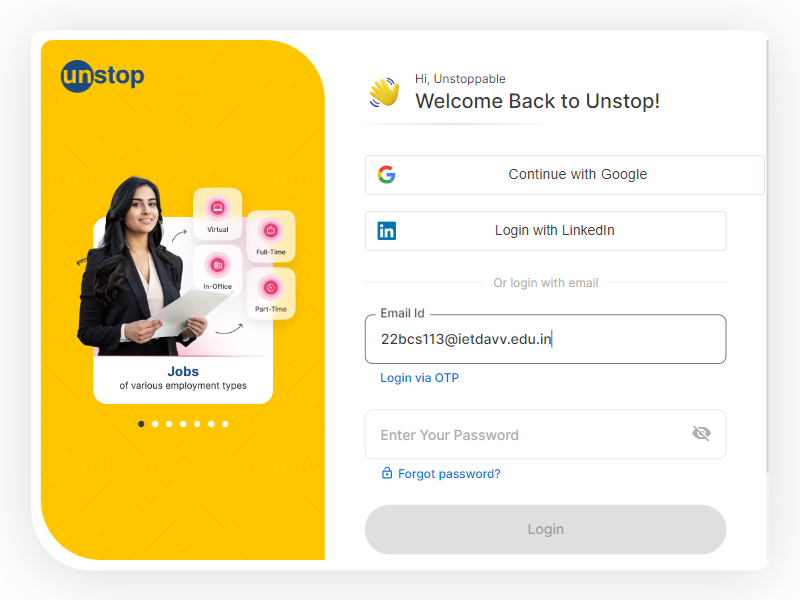 unstop
Virtual
Full-Time
In-Office
Part-Time
Jobs
of various employment types
Hi, Unstoppable
Welcome Back to Unstop!
Continue with Google
Login with LinkedIn
Or login with email
Email Id
22bcs113@ietdavv.edu.in
Login via OTP
Enter Your Password
Forgot password?
Login